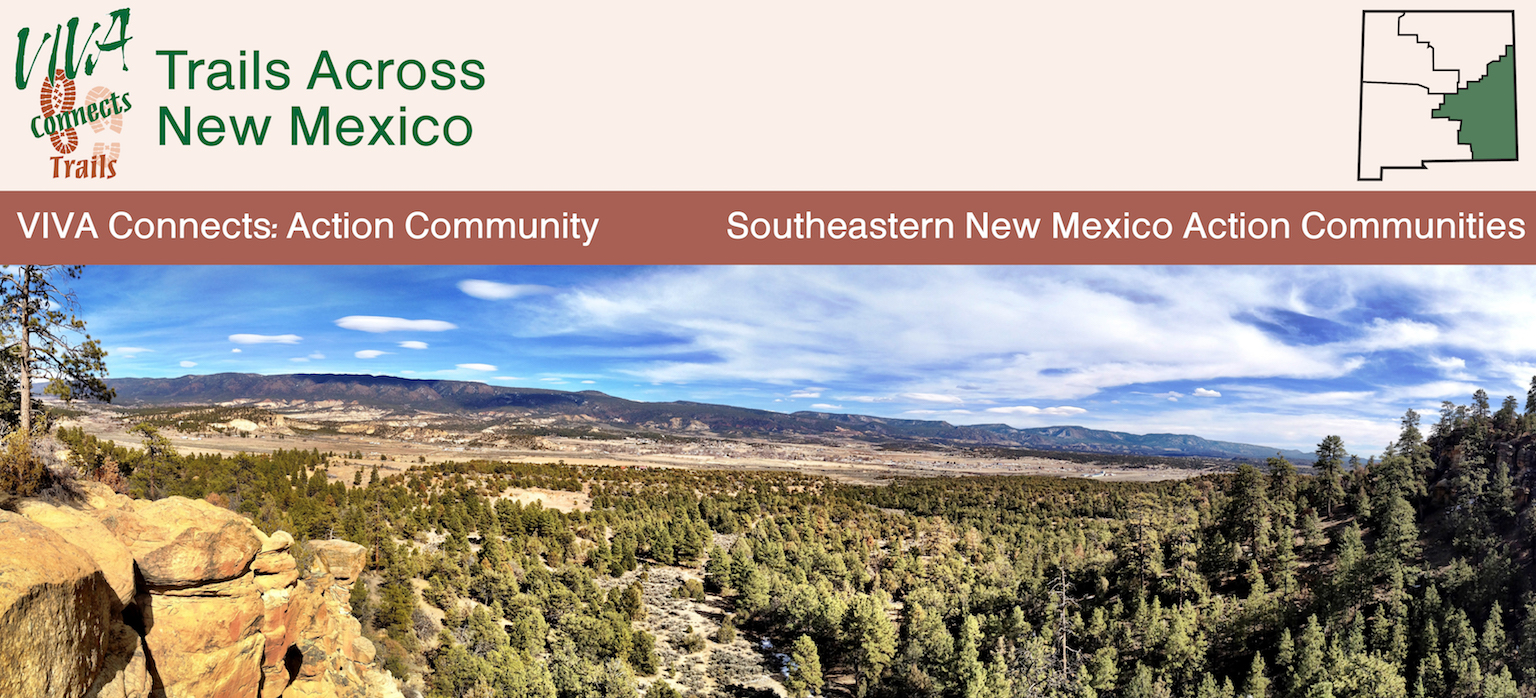 VIVA
Connects
Trails
Trails Across
New Mexico
VIVA Connects: Action Community
Southeastern New Mexico Action Communities